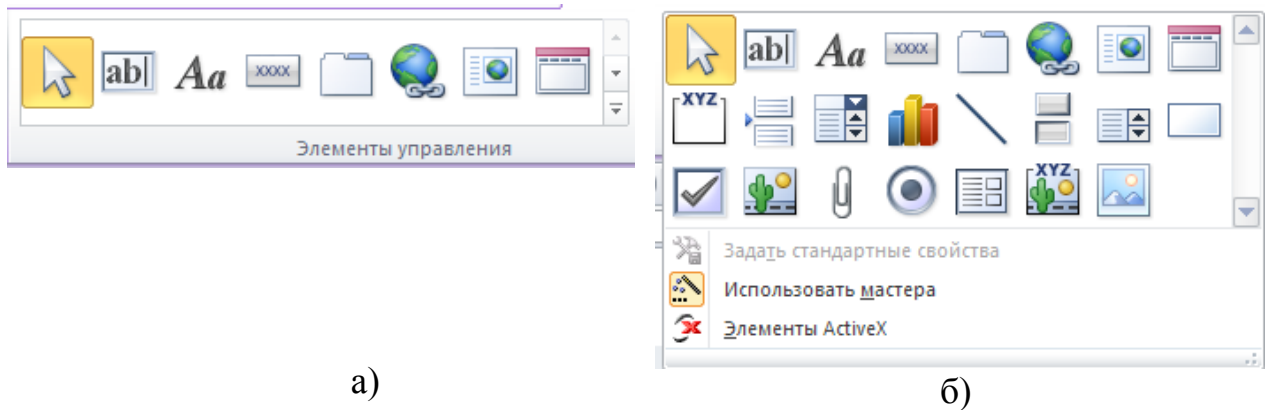 ab Aa XXXX
Элементы управления
а)
ab Aa XXXX
XYZ
XYZ
Задать стандартные свойства
Использовать мастера
Элементы ActiveX
б)